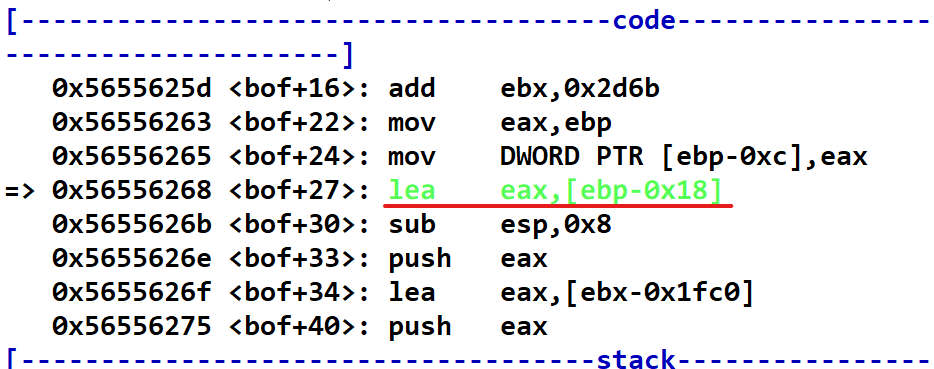 [-------------------------------------code----------------
---------------------]
   0x5655625d <bof+16>: add    ebx,0x2d6b
   0x56556263 <bof+22>: mov    eax,ebp
   0x56556265 <bof+24>: mov    DWORD PTR [ebp-0xc],eax
=> 0x56556268 <bof+27>: lea    eax,[ebp-0x18]
   0x5655626b <bof+30>: sub    esp,0x8
   0x5655626e <bof+33>: push   eax
   0x5655626f <bof+34>: lea    eax,[ebx-0x1fc0]
   0x56556275 <bof+40>: push   eax
[------------------------------------stack----------------